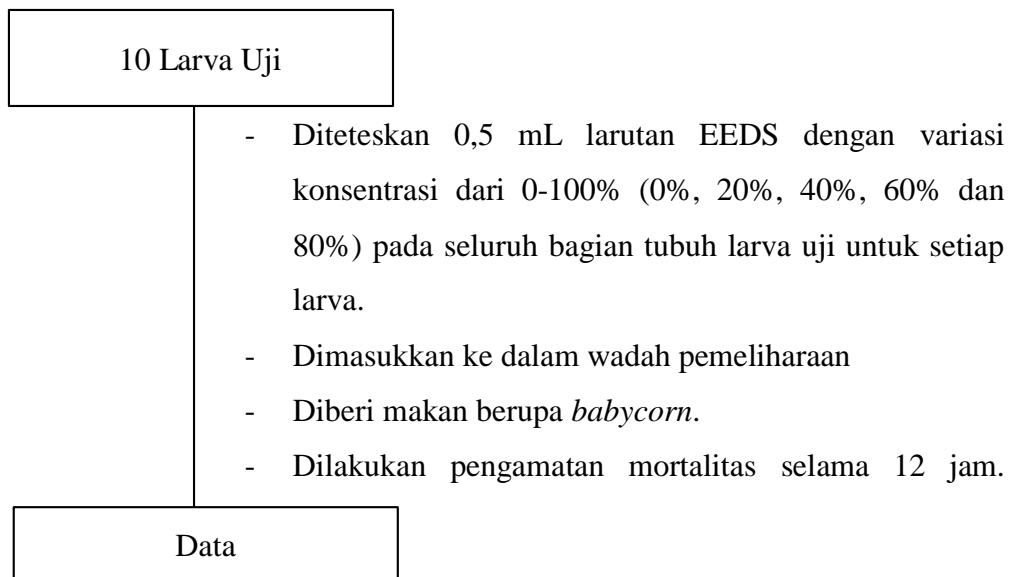 10 Larva Uji
- Diteteskan 0,5 mL larutan EEDS dengan variasi
konsentrasi dari 0-100% (0%, 20%, 40%, 60% dan
80%) pada seluruh bagian tubuh larva uji untuk setiap
larva.
- Dimasukkan ke dalam wadah pemeliharaan
- Diberi makan berupa babycorn.
- Dilakukan pengamatan mortalitas selama 12 jam.
Data